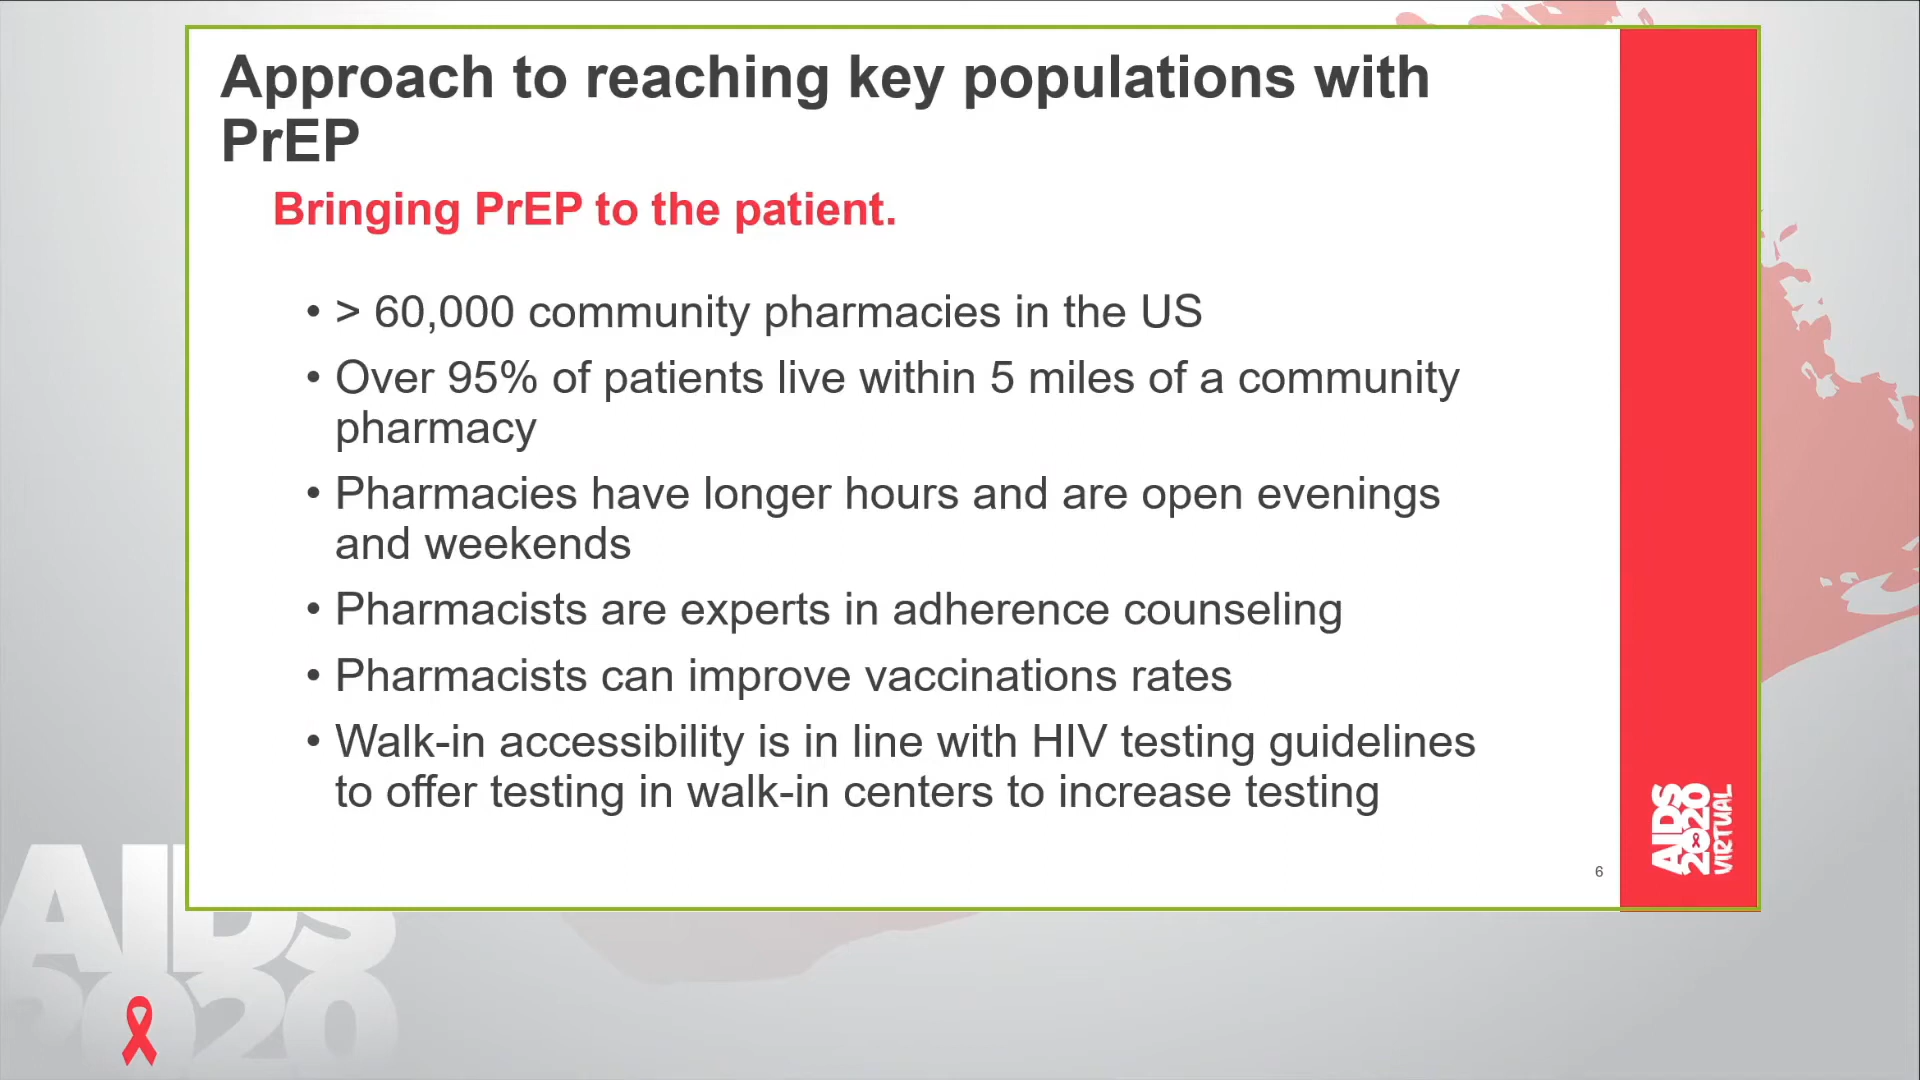 Approach to reaching key populations with
PrEP
Bringing PrEP to the patient.
• > 60,000 community pharmacies in the US
• Over 95% of patients live within 5 miles of a community
pharmacy
• Pharmacies have longer hours and are open evenings
and weekends
• Pharmacists are experts in adherence counseling
• Pharmacists can improve vaccinations rates
• Walk-in accessibility is in line with HIV testing guidelines
to offer testing in walk-in centers to increase testing
6
AIDS
2020
VIRTUAL
AIDS
2020